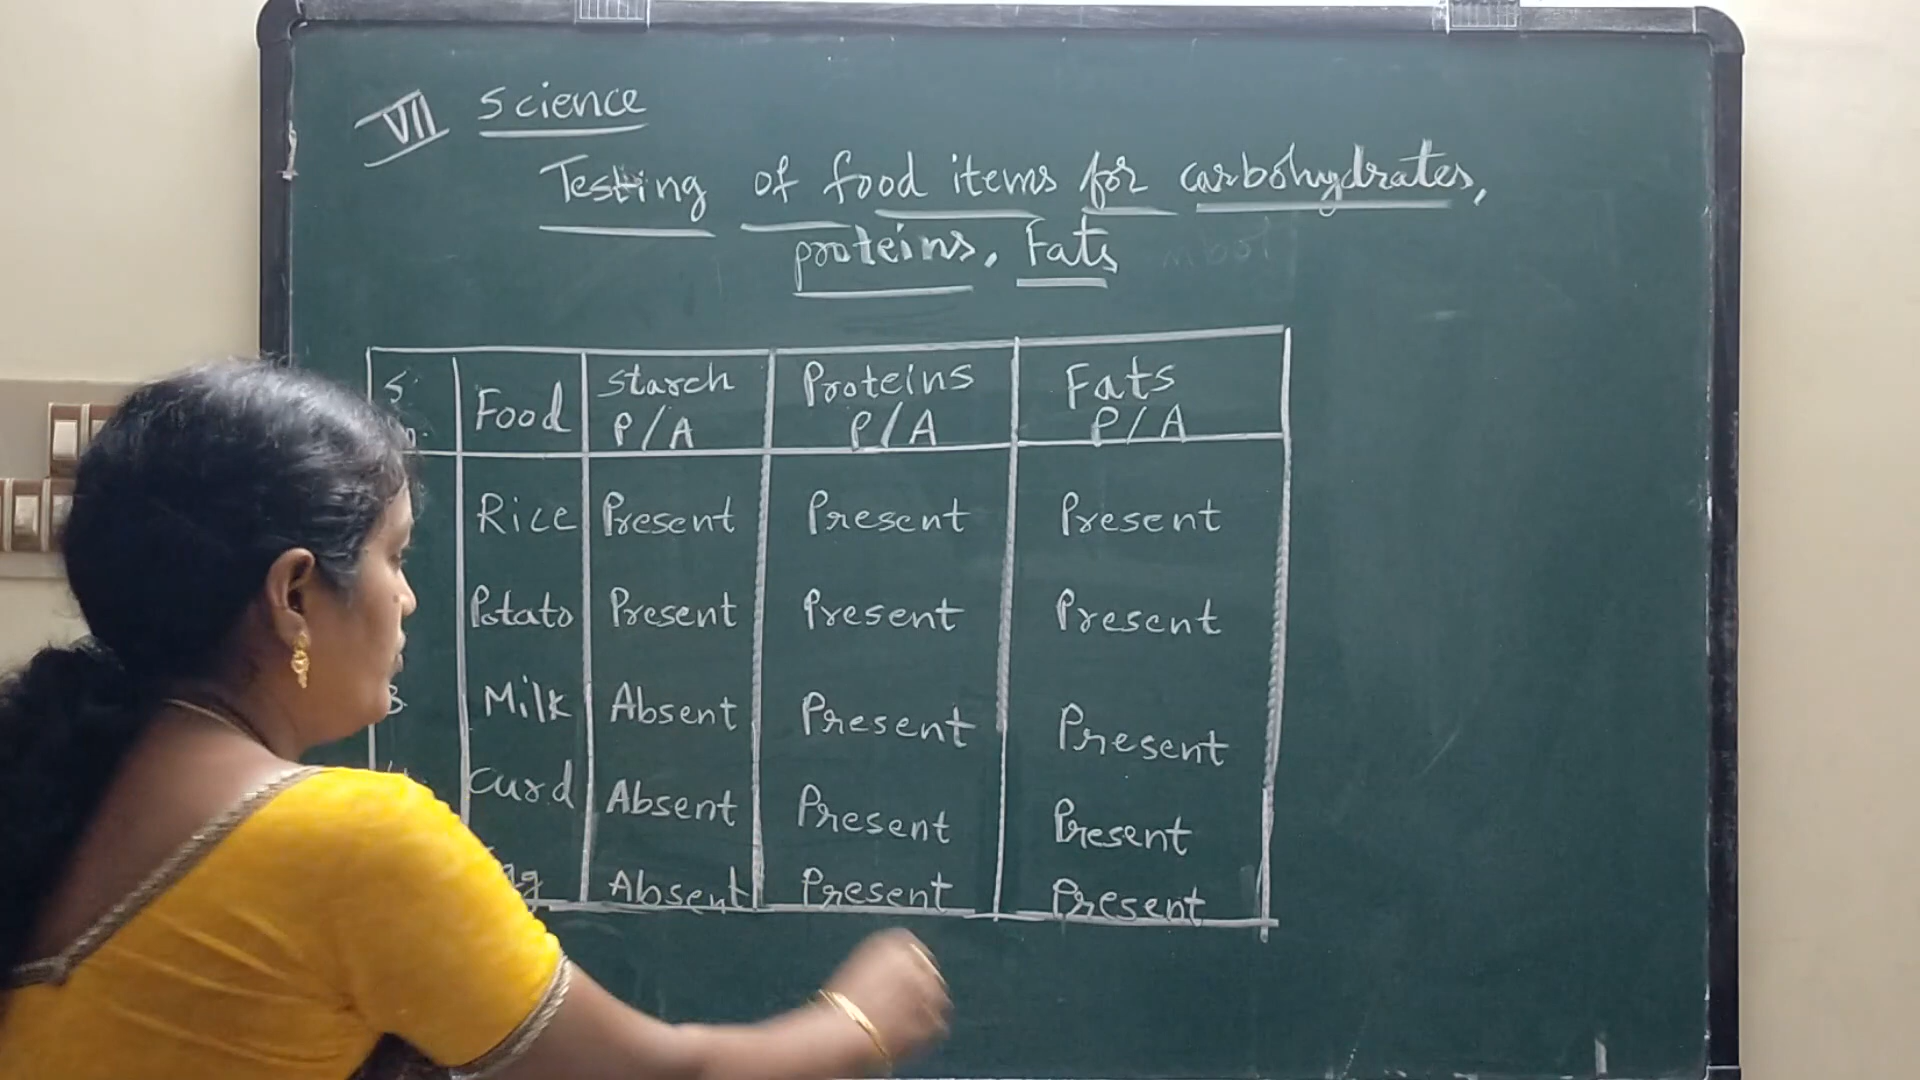 VII Science
Testing of food items for carbohydrates,
proteins, Fats
S. Food Starch P/A Proteins P/A Fats P/A
Rice Present Present Present
Potato Present Present Present
3 Milk Absent Present Present
Curd Absent Present Present
Absent Present Present